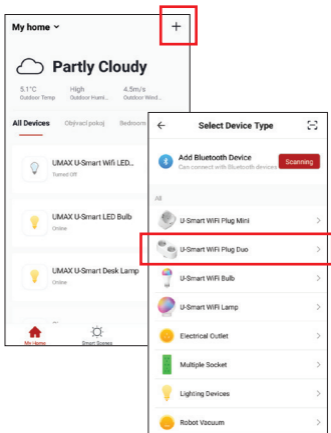 My home
+
Partly Cloudy
5.1°C High 4.5m/s
Outdoor Temp Outdoor Humi... Outdoor Wind...
All Devices Obývací pokoj Bedroom
UMAX U-Smart Wifi LED...
Turned Off
UMAX U-Smart LED Bulb
Online
UMAX U-Smart Desk Lamp
Online
My Home Smart Scenes
Select Device Type
Add Bluetooth Device
Can connect with Bluetooth devices
Scanning
All
U-Smart WiFi Plug Mini
U-Smart WiFi Plug Duo
U-Smart WiFi Bulb
U-Smart WiFi Lamp
Electrical Outlet
Multiple Socket
Lighting Devices
Robot Vacuum